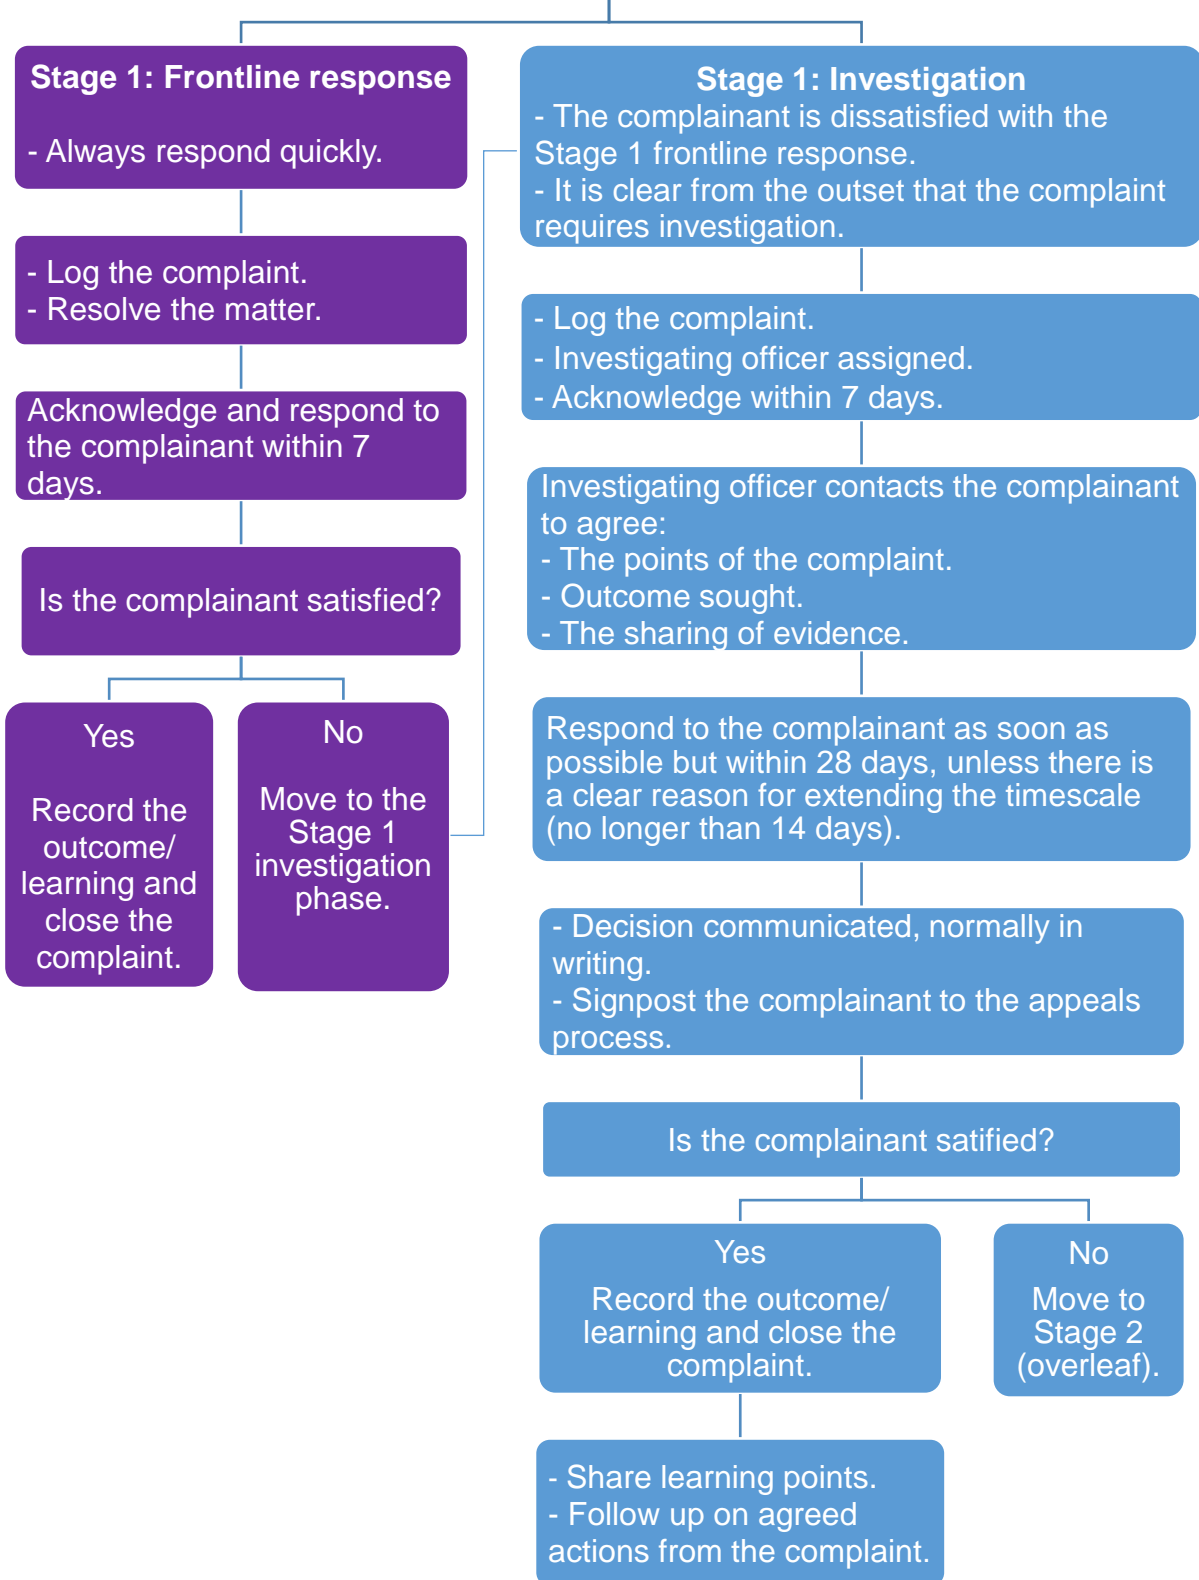 Stage 1: Frontline response
- Always respond quickly.
- Log the complaint.
- Resolve the matter.
Acknowledge and respond to
the complainant within 7
days.
Is the complainant satisfied?
Yes
Record the
outcome/
learning and
close the
complaint.
No
Move to the
Stage 1
investigation
phase.
Stage 1: Investigation
- The complainant is dissatisfied with the
Stage 1 frontline response.
- It is clear from the outset that the complaint
requires investigation.
- Log the complaint.
- Investigating officer assigned.
- Acknowledge within 7 days.
Investigating officer contacts the complainant
to agree:
- The points of the complaint.
- Outcome sought.
- The sharing of evidence.
Respond to the complainant as soon as
possible but within 28 days, unless there is
a clear reason for extending the timescale
(no longer than 14 days).
- Decision communicated, normally in
writing.
- Signpost the complainant to the appeals
process.
Is the complainant satified?
Yes
Record the outcome/
learning and close the
complaint.
No
Move to
Stage 2
(overleaf).
- Share learning points.
- Follow up on agreed
actions from the complaint.